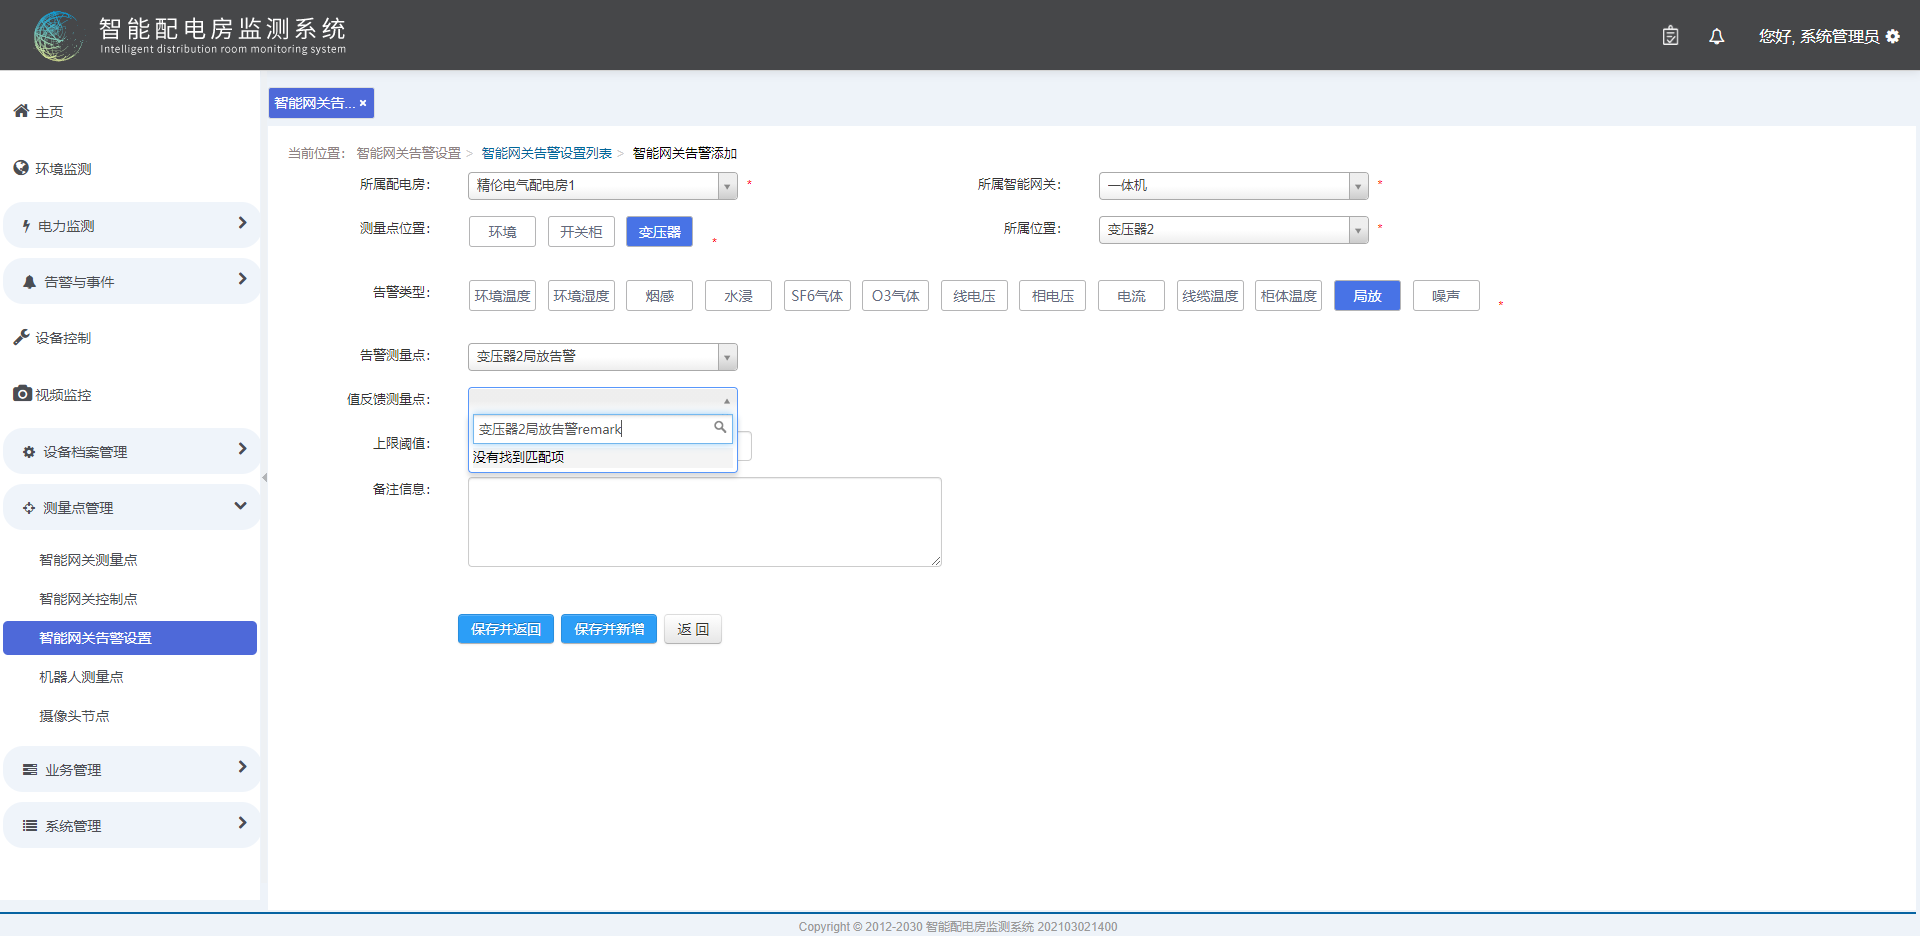 智能配电房监测系统
Intelligent distribution room monitoring system
您好, 系统管理员
主页
环境监测
电力监测
告警与事件
设备控制
视频监控
设备档案管理
测量点管理
智能网关测量点
智能网关控制点
智能网关告警设置
机器人测量点
摄像头节点
业务管理
系统管理
智能网关告... ×
当前位置： 智能网关告警设置 > 智能网关告警设置列表 > 智能网关告警添加
所属配电房： 精伦电气配电房1 * 所属智能网关： 一体机 *
测量点位置： 环境 开关柜 变压器 * 所属位置： 变压器2 *
告警类型： 环境温度 环境湿度 烟感 水浸 SF6气体 O3气体 线电压 相电压 电流 线缆温度 柜体温度 局放 噪声 *
告警测量点： 变压器2局放告警
值反馈测量点：
变压器2局放告警remark
没有找到匹配项
上限阈值：
备注信息：
保存并返回 保存并新增 返 回
Copyright © 2012-2030 智能配电房监测系统 202103021400